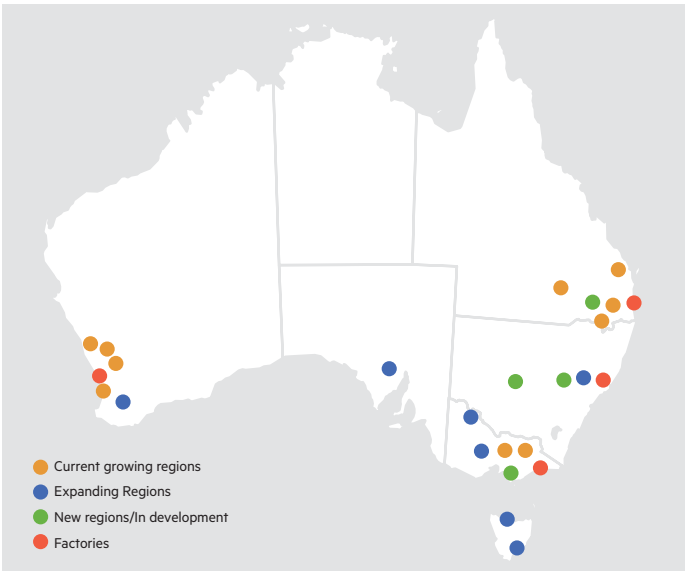 Current growing regions
Expanding Regions
New regions/In development
Factories